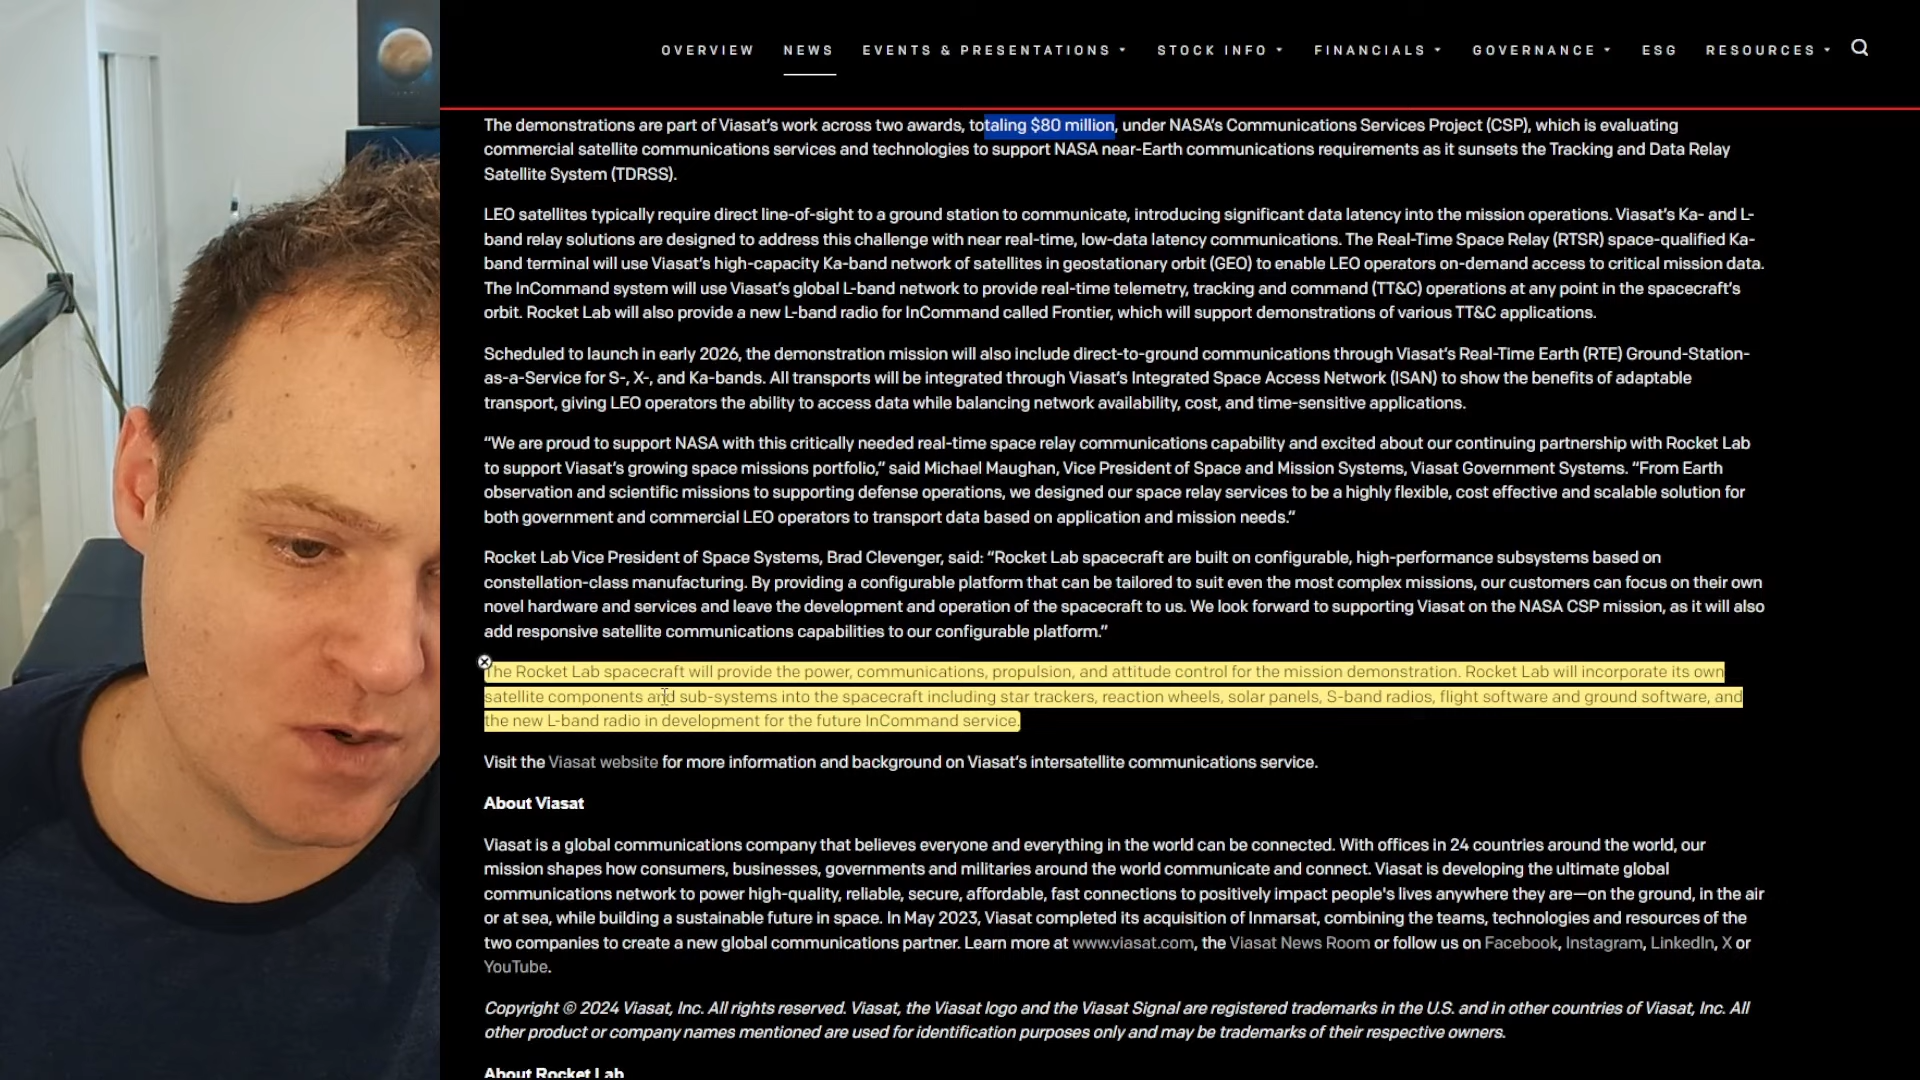 OVERVIEW NEWS EVENTS & PRESENTATIONS STOCK INFO FINANCIALS GOVERNANCE ESG RESOURCES
The demonstrations are part of Viasat’s work across two awards, totaling $80 million, under NASA’s Communications Services Project (CSP), which is evaluating
commercial satellite communications services and technologies to support NASA near-Earth communications requirements as it sunsets the Tracking and Data Relay
Satellite System (TDRSS).
LEO satellites typically require direct line-of-sight to a ground station to communicate, introducing significant data latency into the mission operations. Viasat’s Ka- and L-
band relay solutions are designed to address this challenge with near real-time, low-data latency communications. The Real-Time Space Relay (RTSR) space-qualified Ka-
band terminal will use Viasat’s high-capacity Ka-band network of satellites in geostationary orbit (GEO) to enable LEO operators on-demand access to critical mission data.
The InCommand system will use Viasat’s global L-band network to provide real-time telemetry, tracking and command (TT&C) operations at any point in the spacecraft’s
orbit. Rocket Lab will also provide a new L-band radio for InCommand called Frontier, which will support demonstrations of various TT&C applications.
Scheduled to launch in early 2026, the demonstration mission will also include direct-to-ground communications through Viasat’s Real-Time Earth (RTE) Ground-Station-
as-a-Service for S-, X-, and Ka-bands. All transports will be integrated through Viasat’s Integrated Space Access Network (ISAN) to show the benefits of adaptable
transport, giving LEO operators the ability to access data while balancing network availability, cost, and time-sensitive applications.
“We are proud to support NASA with this critically needed real-time space relay communications capability and excited about our continuing partnership with Rocket Lab
to support Viasat’s growing space missions portfolio,” said Michael Maughan, Vice President of Space and Mission Systems, Viasat Government Systems. “From Earth
observation and scientific missions to supporting defense operations, we designed our space relay services to be a highly flexible, cost effective and scalable solution for
both government and commercial LEO operators to transport data based on application and mission needs.”
Rocket Lab Vice President of Space Systems, Brad Clevenger, said: “Rocket Lab spacecraft are built on configurable, high-performance subsystems based on
constellation-class manufacturing. By providing a configurable platform that can be tailored to suit even the most complex missions, our customers can focus on their own
novel hardware and services and leave the development and operation of the spacecraft to us. We look forward to supporting Viasat on the NASA CSP mission, as it will also
add responsive satellite communications capabilities to our configurable platform.”
The Rocket Lab spacecraft will provide the power, communications, propulsion, and attitude control for the mission demonstration. Rocket Lab will incorporate its own
satellite components and sub-systems into the spacecraft including star trackers, reaction wheels, solar panels, S-band radios, flight software and ground software, and
the new L-band radio in development for the future InCommand service.
Visit the Viasat website for more information and background on Viasat’s intersatellite communications service.
About Viasat
Viasat is a global communications company that believes everyone and everything in the world can be connected. With offices in 24 countries around the world, our
mission shapes how consumers, businesses, governments and militaries around the world communicate and connect. Viasat is developing the ultimate global
communications network to power high-quality, reliable, secure, affordable, fast connections to positively impact people's lives anywhere they are—on the ground, in the air
or at sea, while building a sustainable future in space. In May 2023, Viasat completed its acquisition of Inmarsat, combining the teams, technologies and resources of the
two companies to create a new global communications partner. Learn more at www.viasat.com, the Viasat News Room or follow us on Facebook, Instagram, LinkedIn, X or
YouTube.
Copyright © 2024 Viasat, Inc. All rights reserved. Viasat, the Viasat logo and the Viasat Signal are registered trademarks in the U.S. and in other countries of Viasat, Inc. All
other product or company names mentioned are used for identification purposes only and may be trademarks of their respective owners.
About Rocket Lab